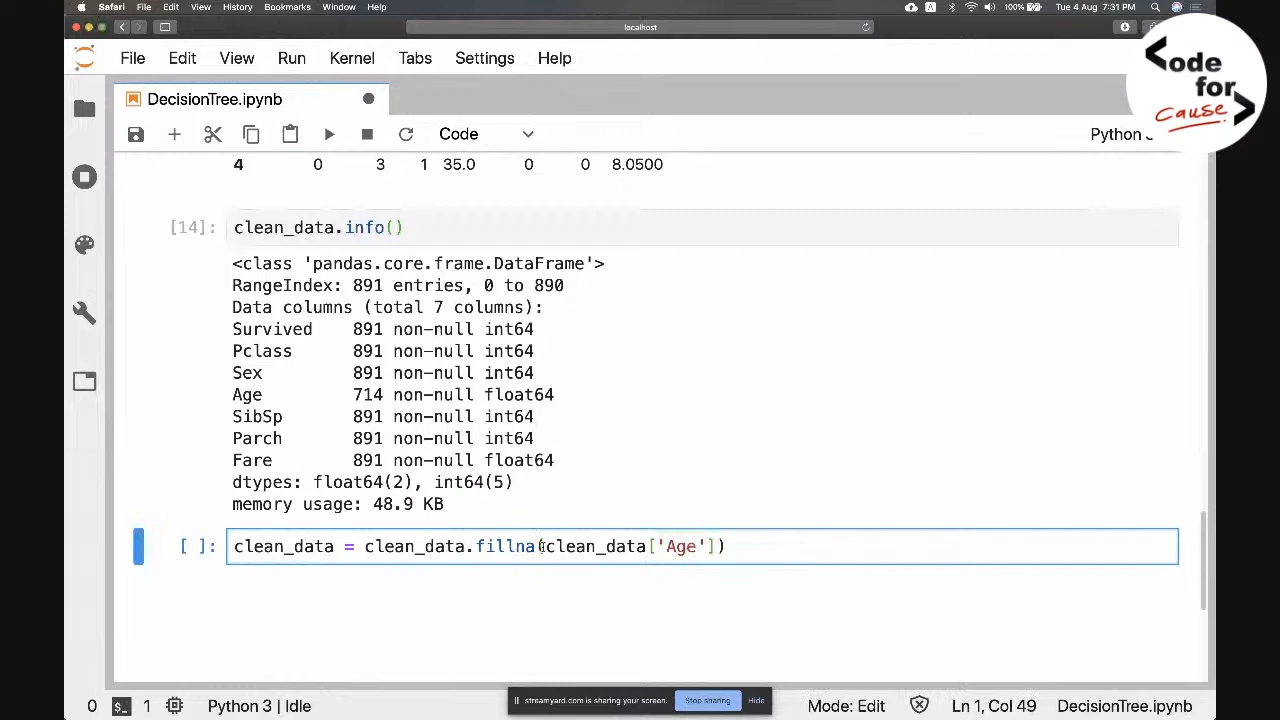 Safari File Edit View History Bookmarks Window Help 100% Tue 4 Aug 7:31 PM
localhost
<ode
for
cause >
File Edit View Run Kernel Tabs Settings Help
DecisionTree.ipynb
Code Python
4 0 3 1 35.0 0 0 8.0500
[14]: clean_data.info()
<class 'pandas.core.frame.DataFrame'>
RangeIndex: 891 entries, 0 to 890
Data columns (total 7 columns):
Survived 891 non-null int64
Pclass 891 non-null int64
Sex 891 non-null int64
Age 714 non-null float64
SibSp 891 non-null int64
Parch 891 non-null int64
Fare 891 non-null float64
dtypes: float64(2), int64(5)
memory usage: 48.9 KB
[ ]: clean_data = clean_data.fillna(clean_data['Age'])
streamyard.com is sharing your screen. Stop sharing Hide
0 $_ 1 Python 3 | Idle Mode: Edit Ln 1, Col 49 DecisionTree.ipynb